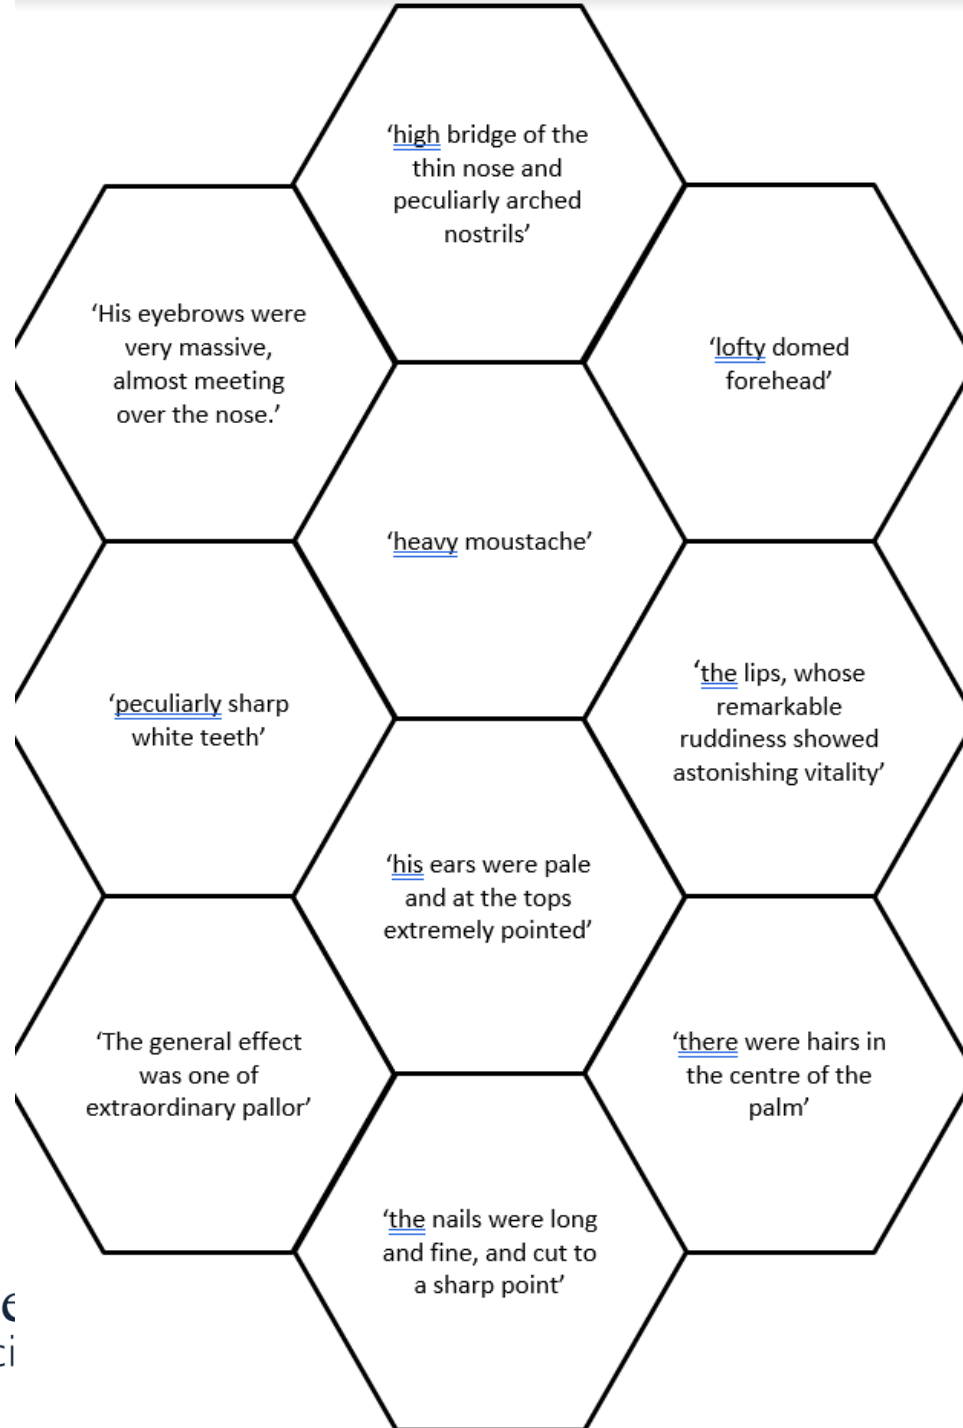 ‘high bridge of the
thin nose and
peculiarly arched
nostrils’
‘His eyebrows were
very massive,
almost meeting
over the nose.’
‘lofty domed
forehead’
‘heavy moustache’
‘peculiarly sharp
white teeth’
‘the lips, whose
remarkable
ruddiness showed
astonishing vitality’
‘his ears were pale
and at the tops
extremely pointed’
‘The general effect
was one of
extraordinary pallor’
‘there were hairs in
the centre of the
palm’
‘the nails were long
and fine, and cut to
a sharp point’